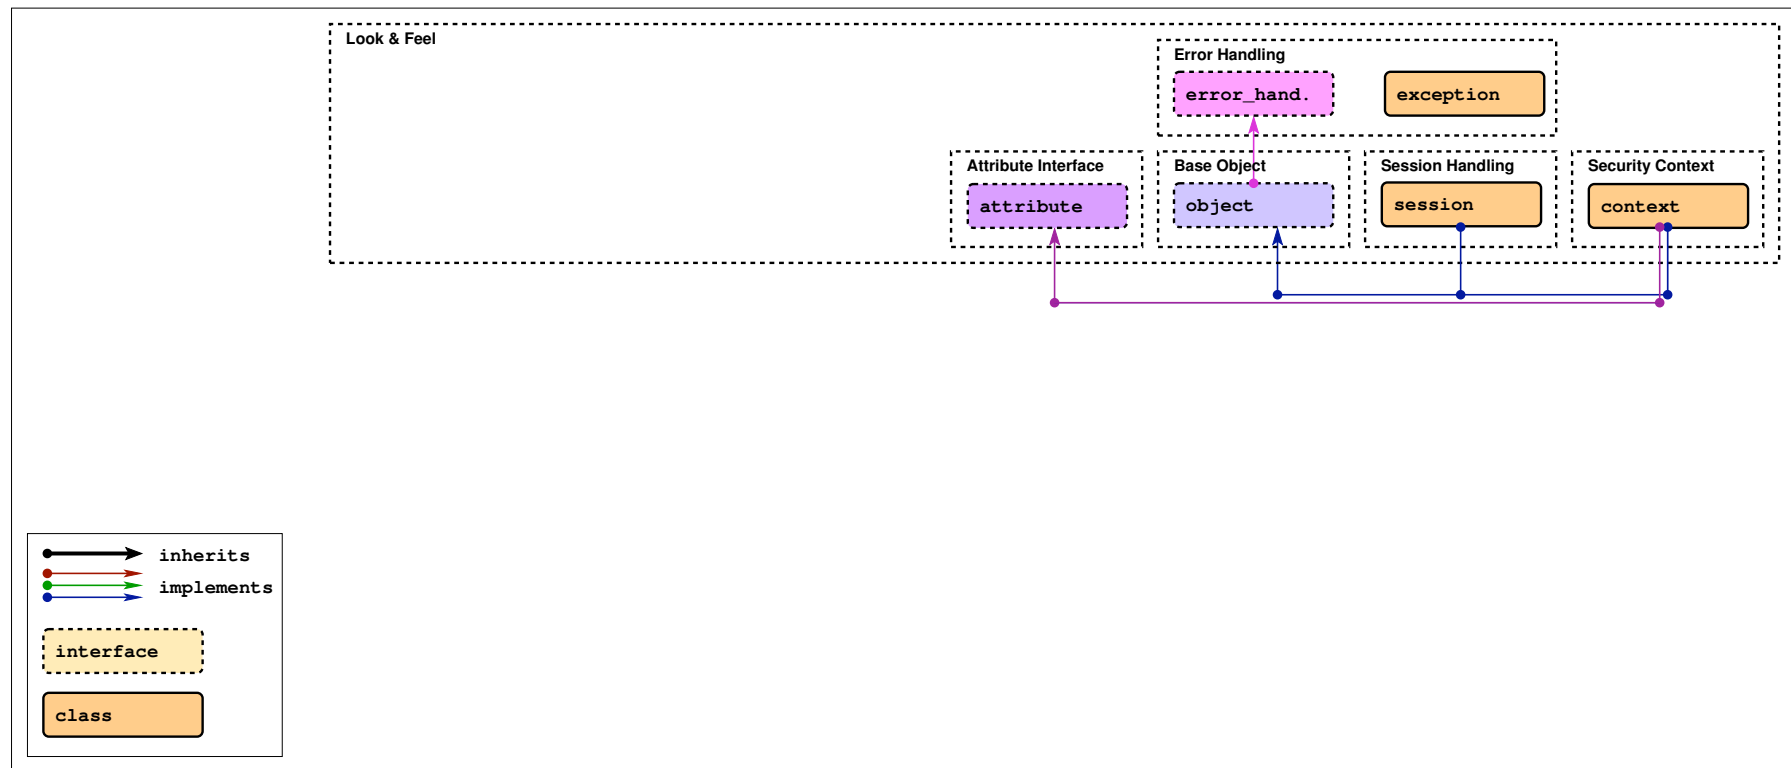 Look & Feel
Error Handling
error_hand.
exception
Attribute Interface
Base Object
Session Handling
Security Context
attribute
object
session
context
inherits
implements
interface
class